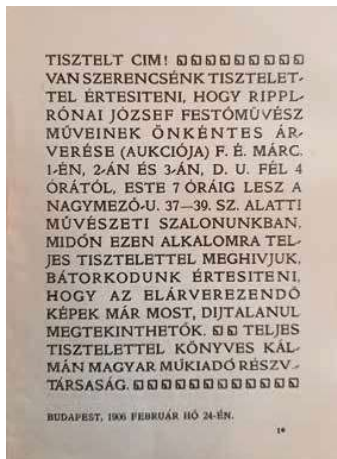 TISZTELT CIM!
VAN SZERENCSÉNK TISZTELET-
TEL ÉRTESITENI, HOGY RIPPL-
RÓNAI JÓZSEF FESTŐMŰVÉSZ
MŰVEINEK ÖNKÉNTES ÁR-
VERÉSE (AUKCIÓJA) F. É. MÁRC.
1-ÉN, 2-ÁN ÉS 3-ÁN, D. U. FÉL 4
ÓRÁTÓL, ESTE 7 ÓRÁIG LESZ A
NAGYMEZŐ-U. 37—39. SZ. ALATTI
MŰVÉSZETI SZALONUNKBAN.
MIDŐN EZEN ALKALOMRA TEL-
JES TISZTELETTEL MEGHIVJUK,
BÁTORKODUNK ÉRTESITENI,
HOGY AZ ELÁRVEREZENDŐ
KÉPEK MÁR MOST, DIJTALANUL
MEGTEKINTHETŐK. TELJES
TISZTELETTEL KÖNYVES KÁL-
MÁN MAGYAR MŰKIADÓ RÉSZV-
TÁRSASÁG.
BUDAPEST, 1906 FEBRUÁR HÓ 24-ÉN.
1*